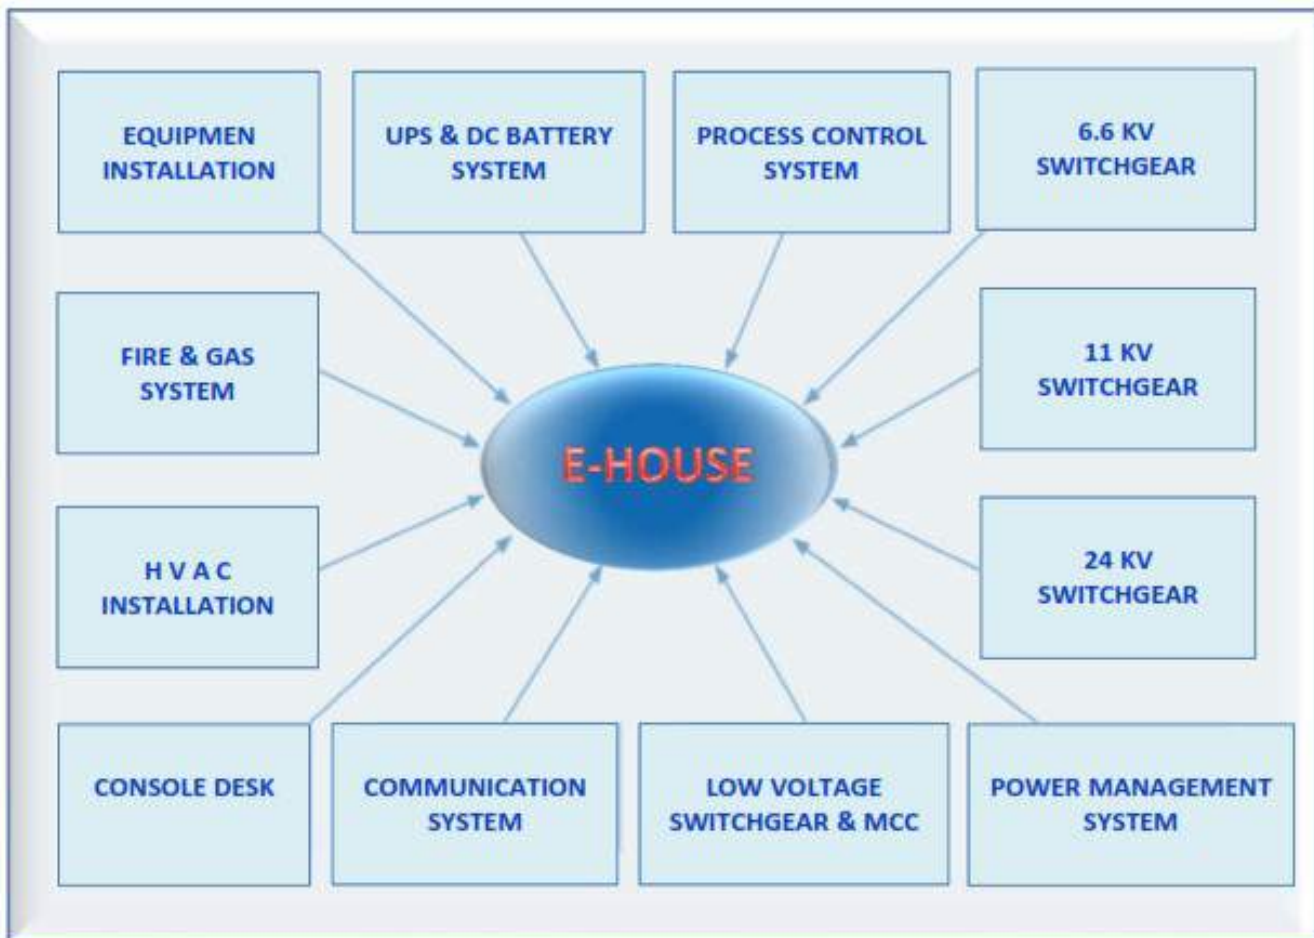 EQUIPMEN
INSTALLATION
UPS & DC BATTERY
SYSTEM
PROCESS CONTROL
SYSTEM
6.6 KV
SWITCHGEAR
FIRE & GAS
SYSTEM
11 KV
SWITCHGEAR
E-HOUSE
H V A C
INSTALLATION
24 KV
SWITCHGEAR
CONSOLE DESK
COMMUNICATION
SYSTEM
LOW VOLTAGE
SWITCHGEAR & MCC
POWER MANAGEMENT
SYSTEM